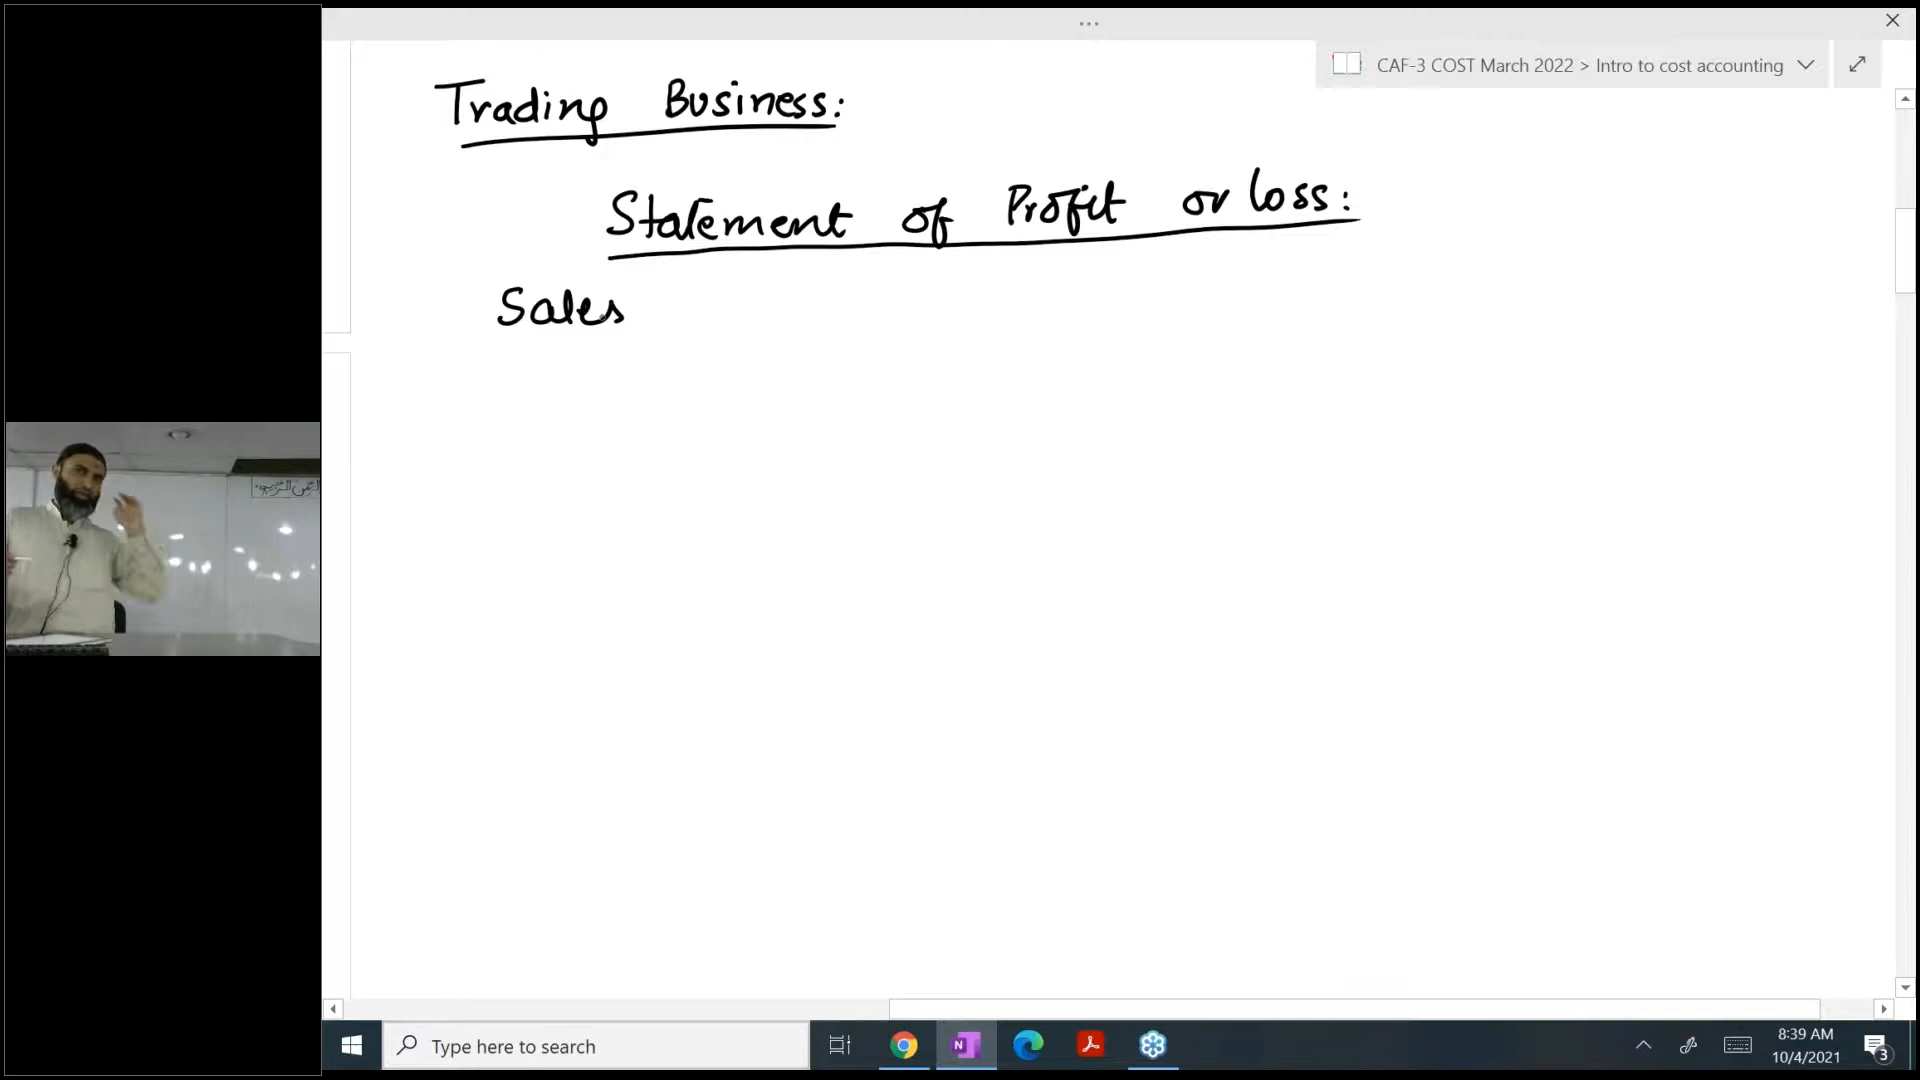 CAF-3 COST March 2022 > Intro to cost accounting
Trading Business:
Statement of Profit or loss:
Sales
Type here to search
8:39 AM
10/4/2021
3